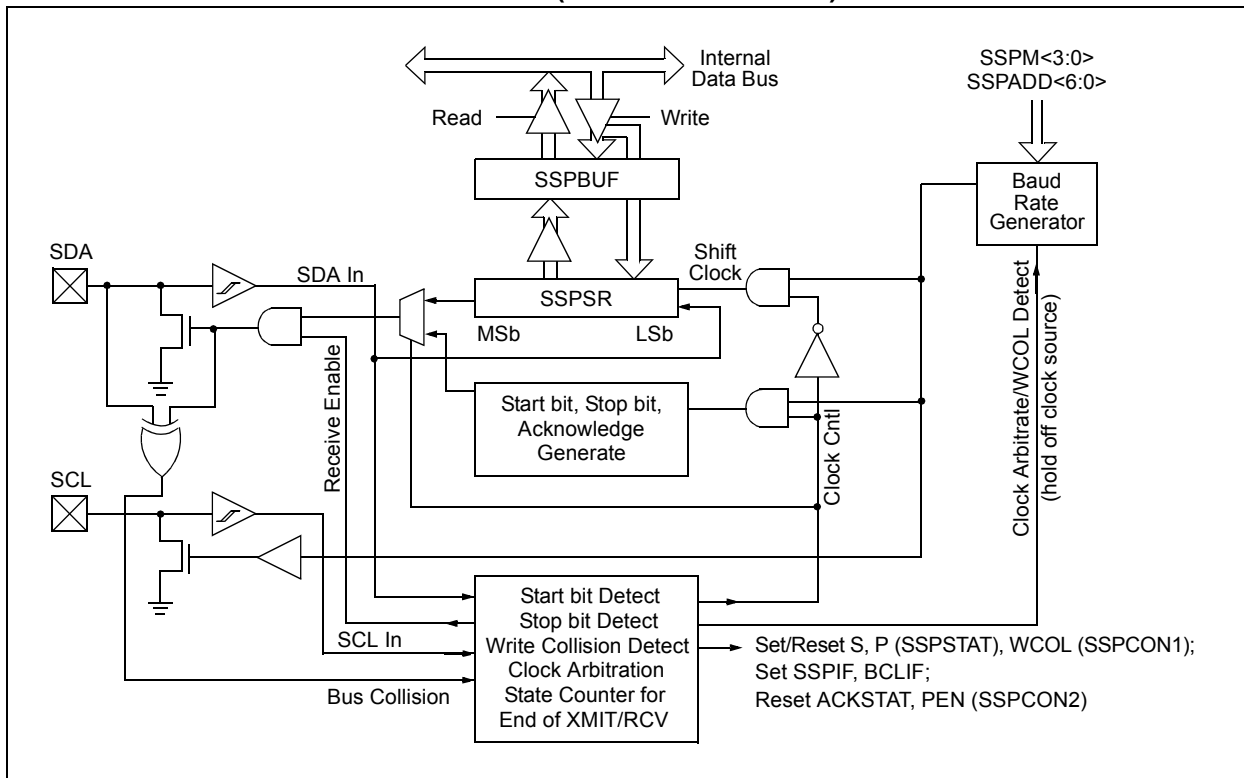 Internal
Data Bus
SSPM<3:0>
SSPADD<6:0>
Read
Write
SSPBUF
Baud
Rate
Generator
SDA
SDA In
Shift
Clock
SSPSR
MSb
LSb
Receive Enable
Start bit, Stop bit,
Acknowledge
Generate
Clock Cntl
Clock Arbitrate/WCOL Detect
(hold off clock source)
SCL
SCL In
Bus Collision
Start bit Detect
Stop bit Detect
Write Collision Detect
Clock Arbitration
State Counter for
End of XMIT/RCV
Set/Reset S, P (SSPSTAT), WCOL (SSPCON1);
Set SSPIF, BCLIF;
Reset ACKSTAT, PEN (SSPCON2)